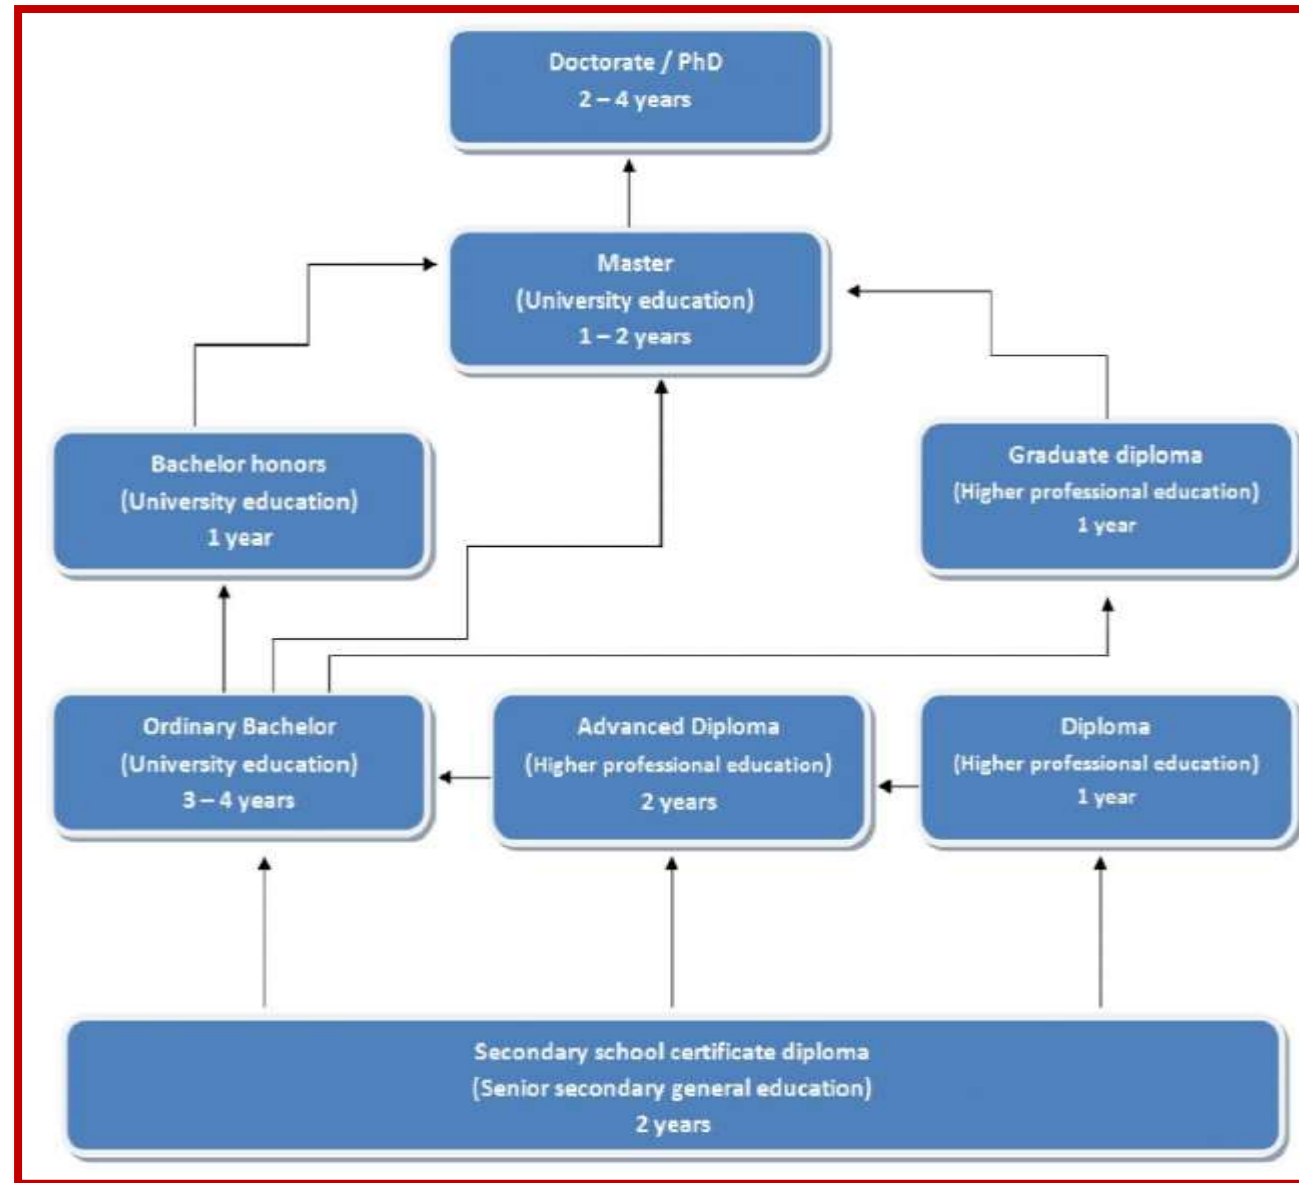 Doctorate / PhD
2 – 4 years
Master
(University education)
1 – 2 years
Bachelor honors
(University education)
1 year
Graduate diploma
(Higher professional education)
1 year
Ordinary Bachelor
(University education)
3 – 4 years
Advanced Diploma
(Higher professional education)
2 years
Diploma
(Higher professional education)
1 year
Secondary school certificate diploma
(Senior secondary general education)
2 years